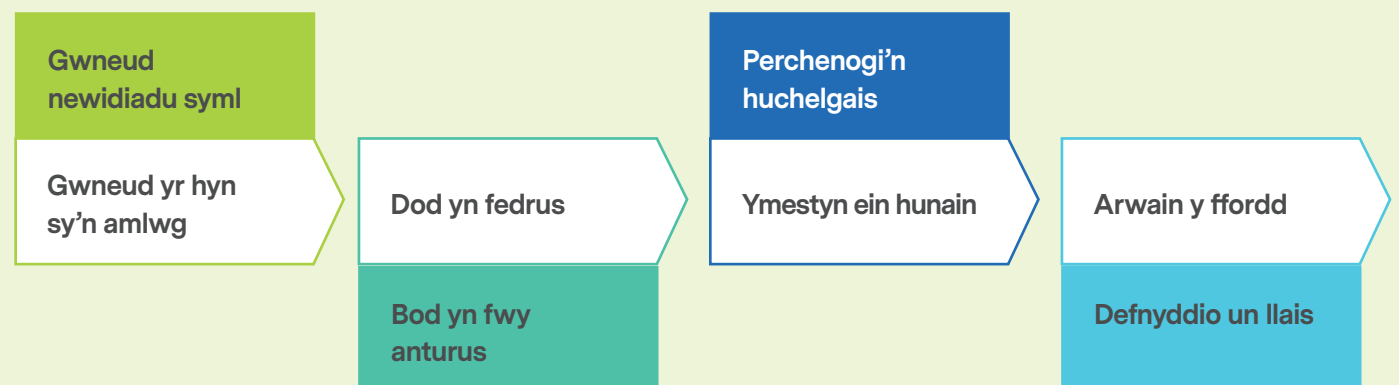 Gwneud
newidiadu syml
Gwneud yr hyn
sy'n amlwg
Dod yn fedrus
Bod yn fwy
anturus
Perchenogi’n
huchelgais
Ymestyn ein hunain
Arwain y ffordd
Defnyddio un llais